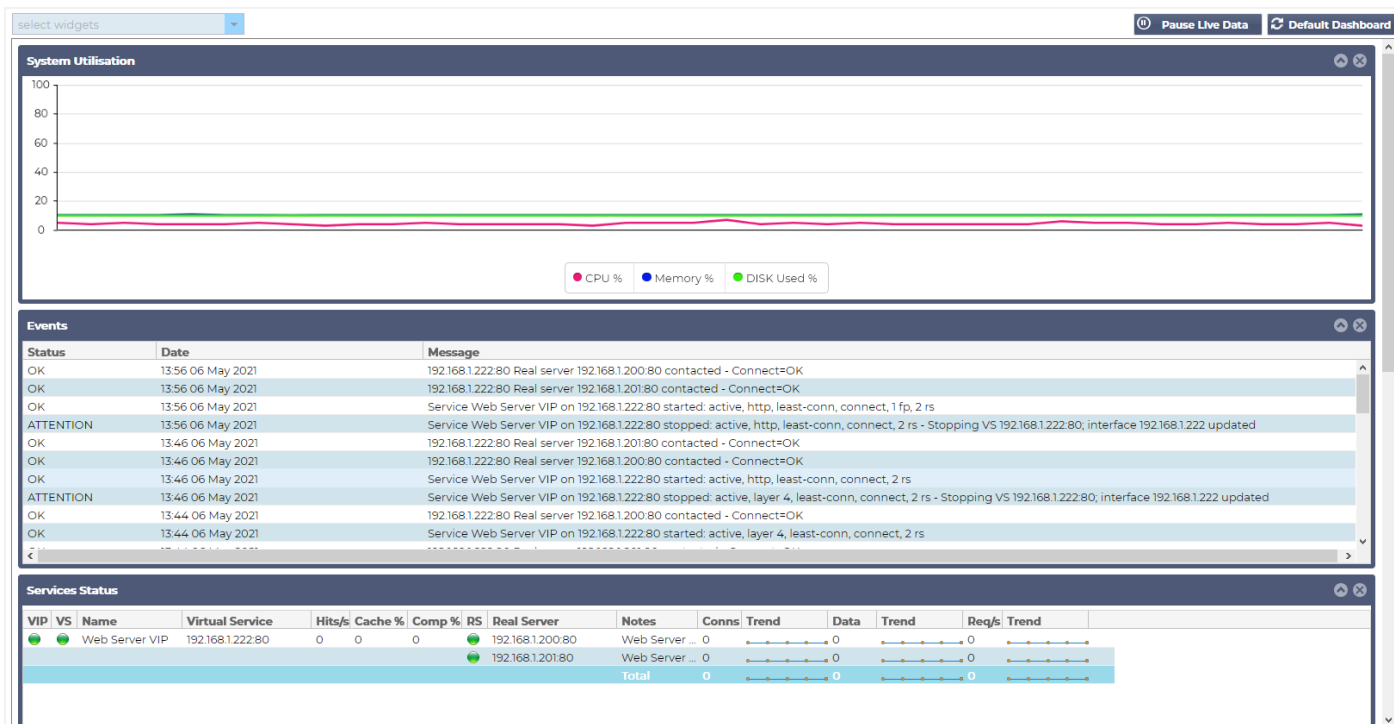 select widgets
Pause Live Data Default Dashboard
System Utilisation
100
80
60
40
20
0
CPU % Memory % DISK Used %
Events
Status Date Message
OK 13:56 06 May 2021 192.168.1.222:80 Real server 192.168.1.200:80 contacted - Connect=OK
OK 13:56 06 May 2021 192.168.1.222:80 Real server 192.168.1.201:80 contacted - Connect=OK
OK 13:56 06 May 2021 Service Web Server VIP on 192.168.1.222:80 started: active, http, least-conn, connect, 1 fp, 2 rs
ATTENTION 13:56 06 May 2021 Service Web Server VIP on 192.168.1.222:80 stopped: active, http, least-conn, connect, 2 rs - Stopping VS 192.168.1.222:80; interface 192.168.1.222 updated
OK 13:46 06 May 2021 192.168.1.222:80 Real server 192.168.1.201:80 contacted - Connect=OK
OK 13:46 06 May 2021 192.168.1.222:80 Real server 192.168.1.200:80 contacted - Connect=OK
OK 13:46 06 May 2021 Service Web Server VIP on 192.168.1.222:80 started: active, http, least-conn, connect, 2 rs
ATTENTION 13:46 06 May 2021 Service Web Server VIP on 192.168.1.222:80 stopped: active, layer 4, least-conn, connect, 2 rs - Stopping VS 192.168.1.222:80; interface 192.168.1.222 updated
OK 13:44 06 May 2021 192.168.1.222:80 Real server 192.168.1.200:80 contacted - Connect=OK
OK 13:44 06 May 2021 Service Web Server VIP on 192.168.1.222:80 started: active, layer 4, least-conn, connect, 2 rs
Services Status
VIP VS Name Virtual Service Hits/s Cache % Comp % RS Real Server Notes Conns Trend Data Trend Req/s Trend
Web Server VIP 192.168.1.222:80 0 0 0 192.168.1.200:80 Web Server ... 0 0 0
192.168.1.201:80 Web Server ... 0 0 0
Total 0 0 0